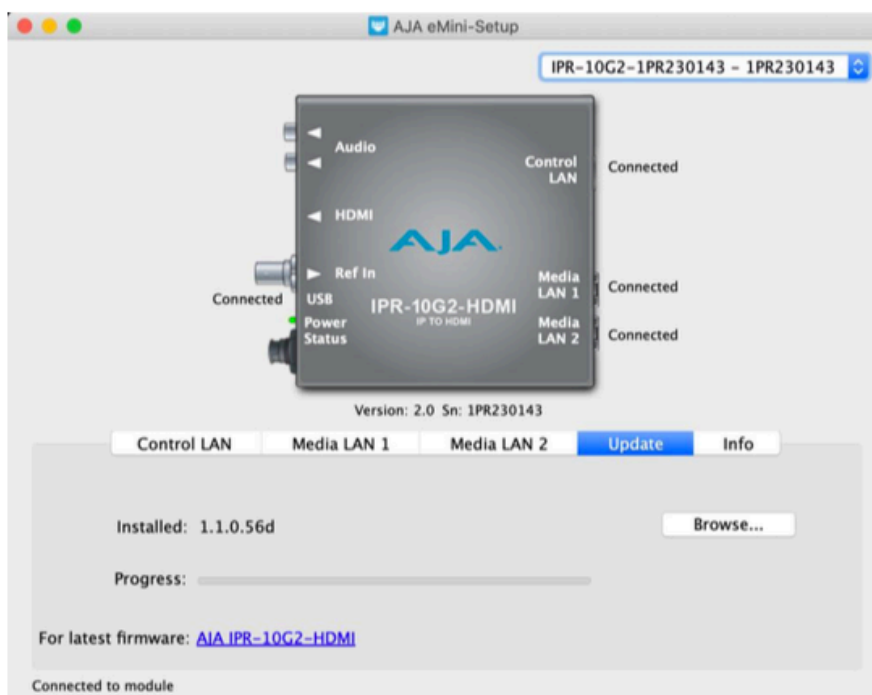 AJA eMini-Setup
IPR-10G2-1PR230143 - 1PR230143
Audio
Control
LAN
Connected
HDMI
AJA
Ref In
Connected
USB
Media
LAN 1
Connected
IPR-10G2-HDMI
IP TO HDMI
Power
Status
Media
LAN 2
Connected
Version: 2.0 Sn: 1PR230143
Control LAN
Media LAN 1
Media LAN 2
Update
Info
Installed: 1.1.0.56d
Browse...
Progress:
For latest firmware: AJA IPR-10G2-HDMI
Connected to module